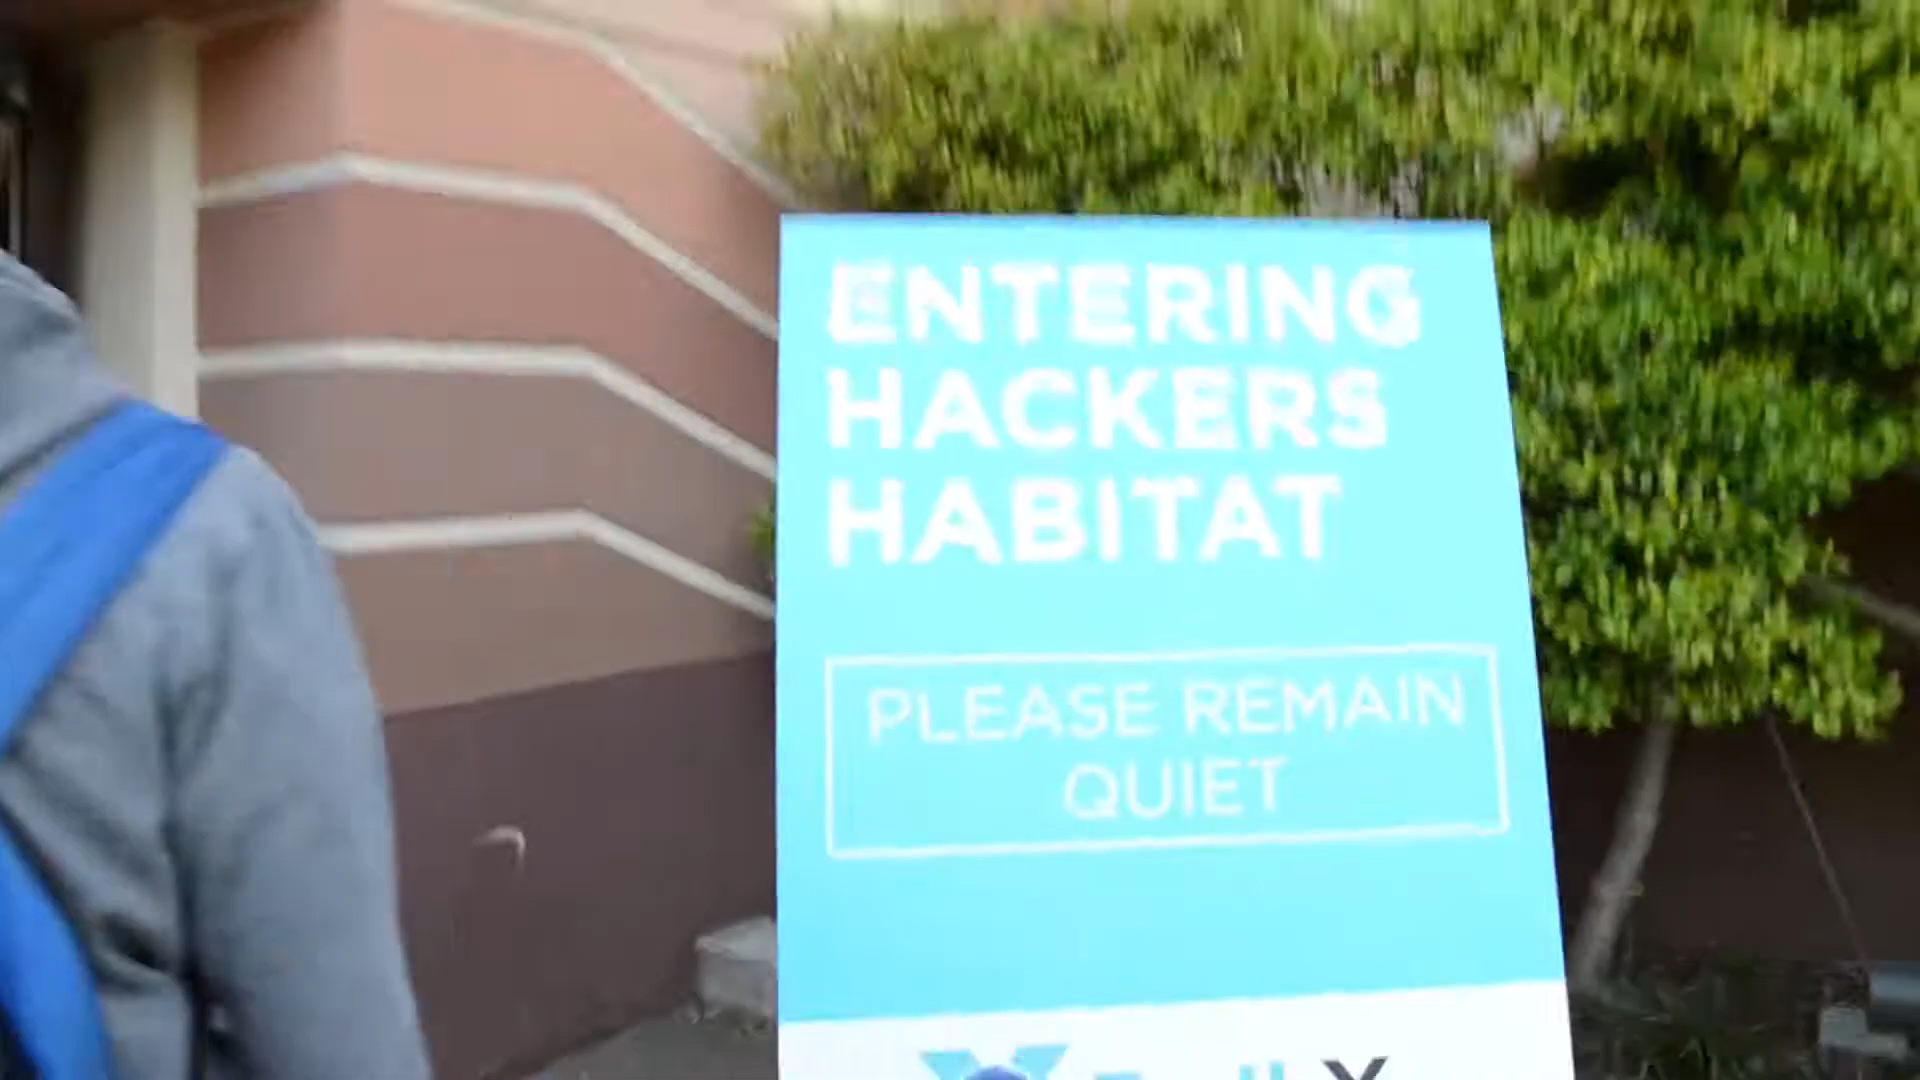 ENTERING
HACKERS
HABITAT
PLEASE REMAIN
QUIET